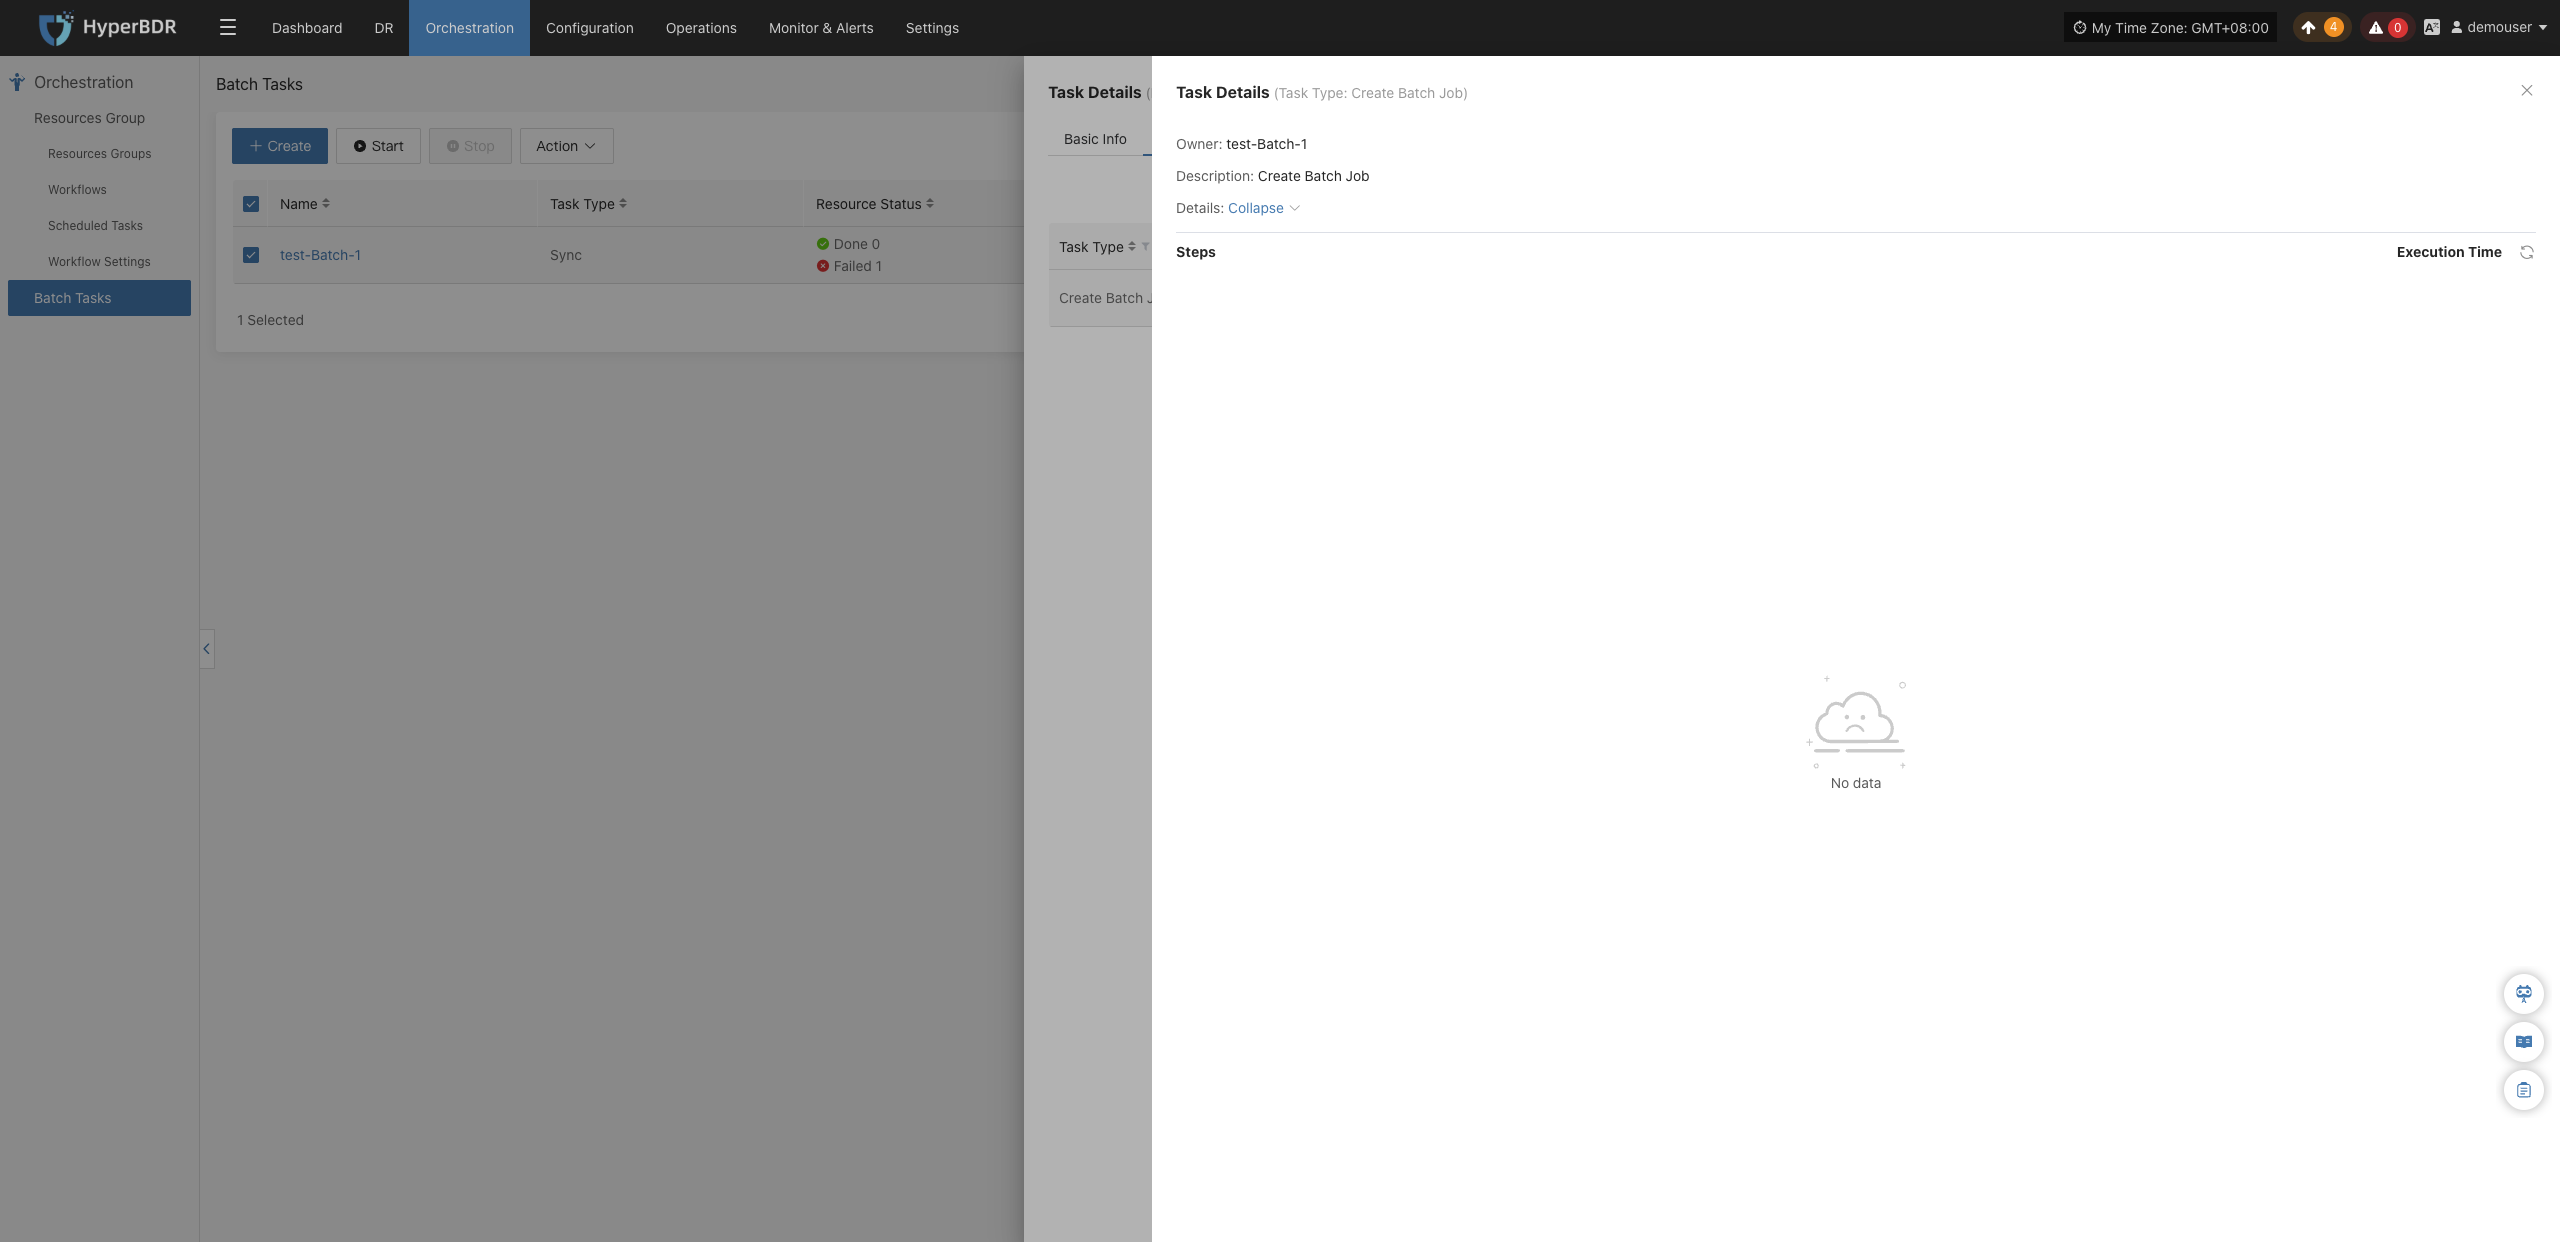 HyperBDR
Dashboard
DR
Orchestration
Configuration
Operations
Monitor & Alerts
Settings
My Time Zone: GMT+08:00
4
0
demouser
Orchestration
Resources Group
Resources Groups
Workflows
Scheduled Tasks
Workflow Settings
Batch Tasks
Batch Tasks
Create
Start
Stop
Action
Name
Task Type
Resource Status
test-Batch-1
Sync
Done 0
Failed 1
1 Selected
Task Details (
Basic Info
Task Type
Create Batch J
Task Details (Task Type: Create Batch Job)
Owner: test-Batch-1
Description: Create Batch Job
Details: Collapse
Steps
Execution Time
No data